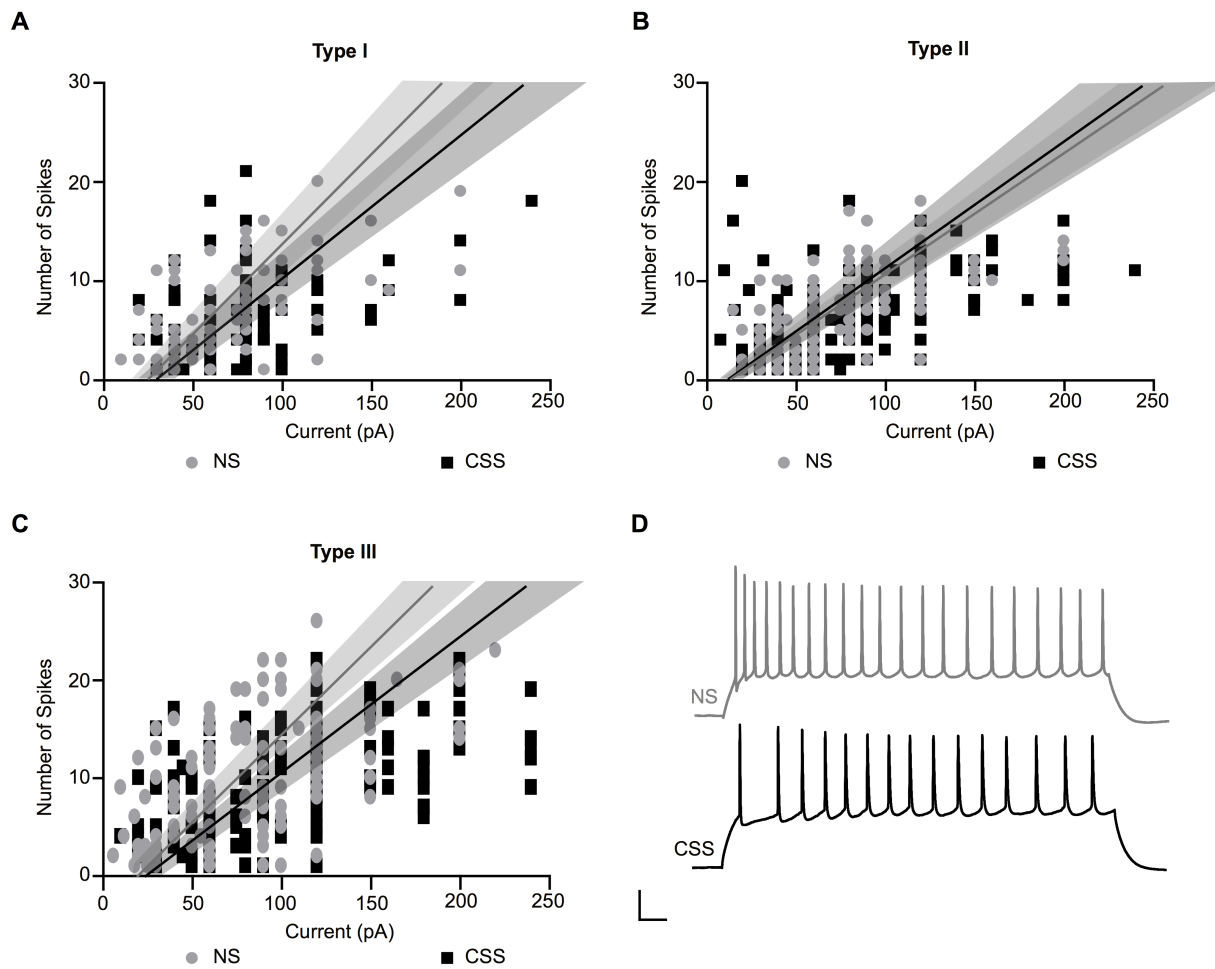 A
Type I
Number of Spikes
30
20
10
0
0 50 100 150 200 250
Current (pA)
NS CSS
B
Type II
Number of Spikes
30
20
10
0
0 50 100 150 200 250
Current (pA)
NS CSS
C
Type III
Number of Spikes
30
20
10
0
0 50 100 150 200 250
Current (pA)
NS CSS
D
NS
CSS